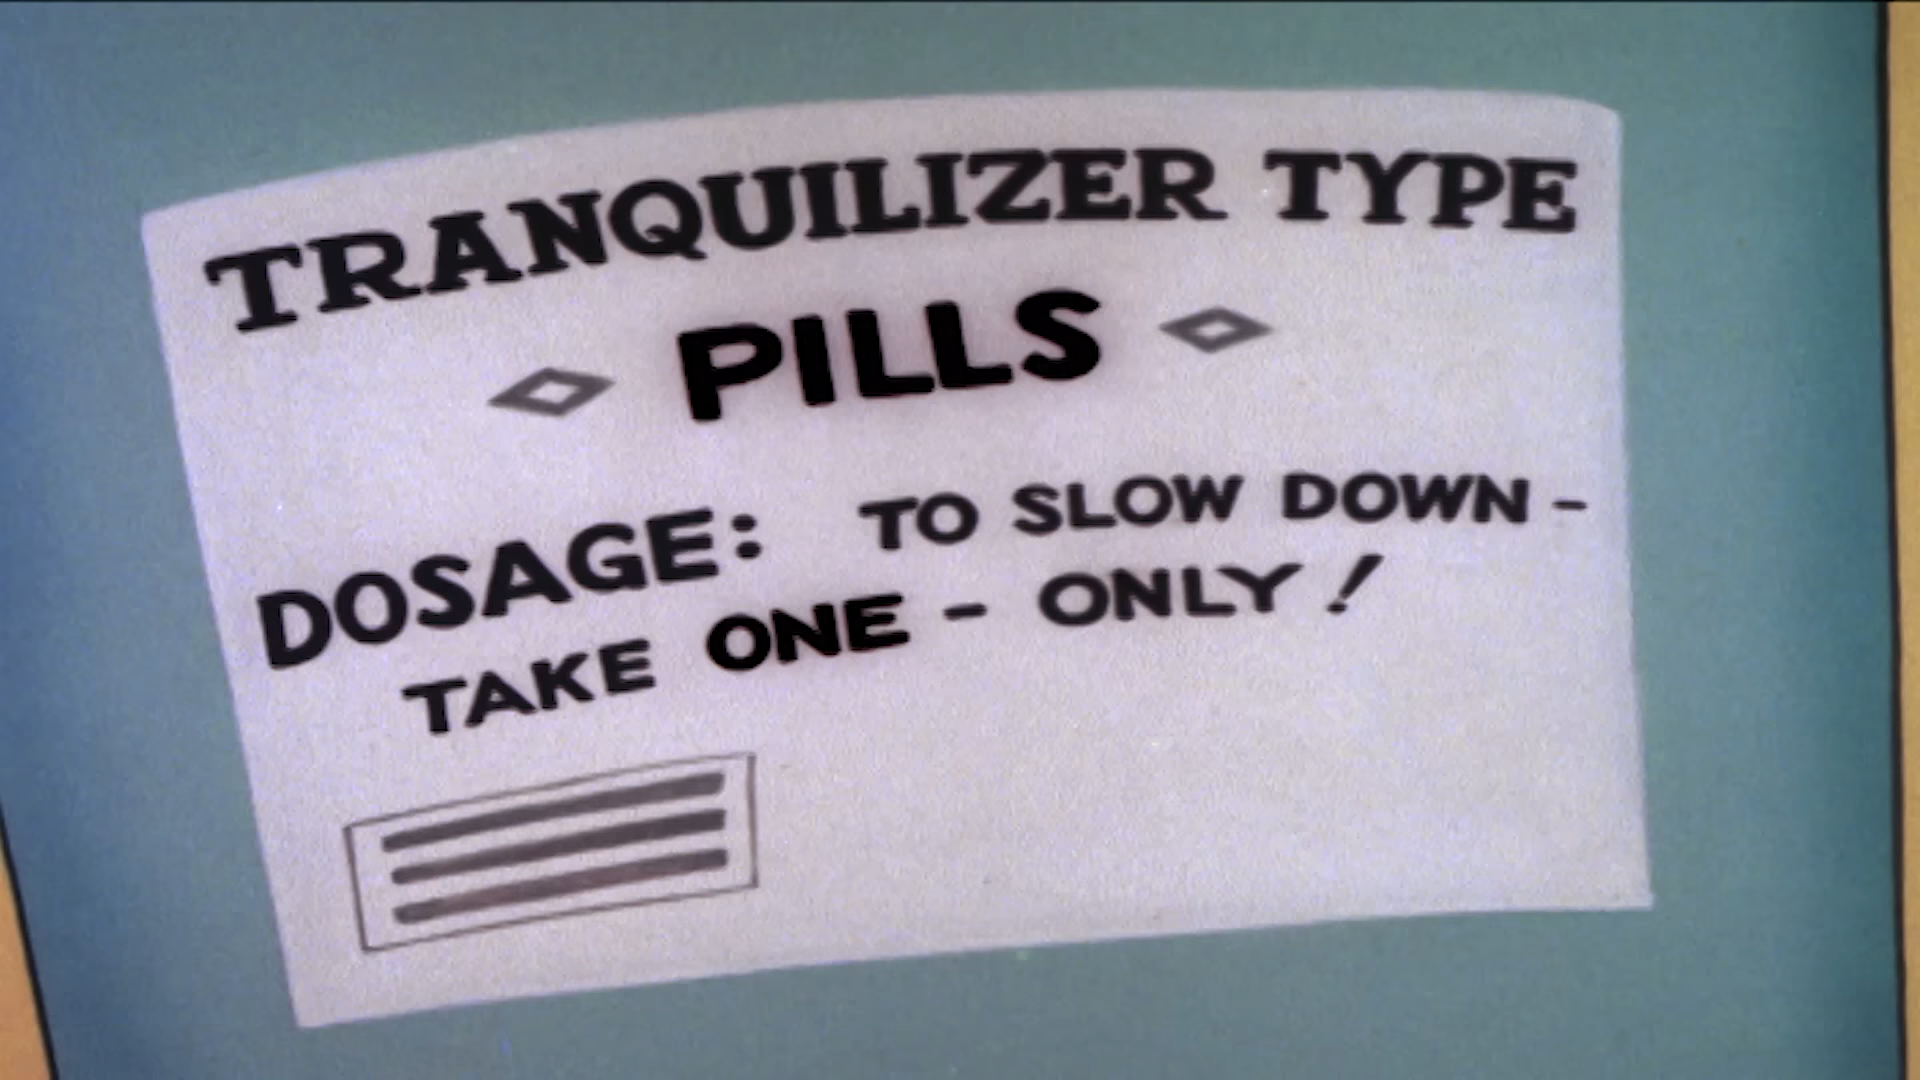 TRANQUILIZER TYPE
PILLS
DOSAGE: TO SLOW DOWN -
TAKE ONE - ONLY!